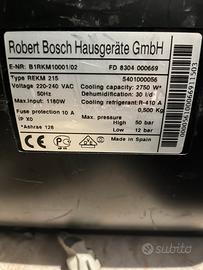 Robert Bosch Hausgeräte GmbH
E-NR: B1RKM10001/02 FD 8304 000669
Type REKM 215 5401000056
Voltage 220-240 VAC Cooling capacity: 2750 W*
50Hz Dehumidification: 30 l/d
Max.input: 1180W Cooling refrigerant: R-410 A
0,500 Kg
Fuse protection 10 A Max pressure
IP X0 High 50 bar
*Ashrae 128 Low 12 bar
Made in Spain
subito